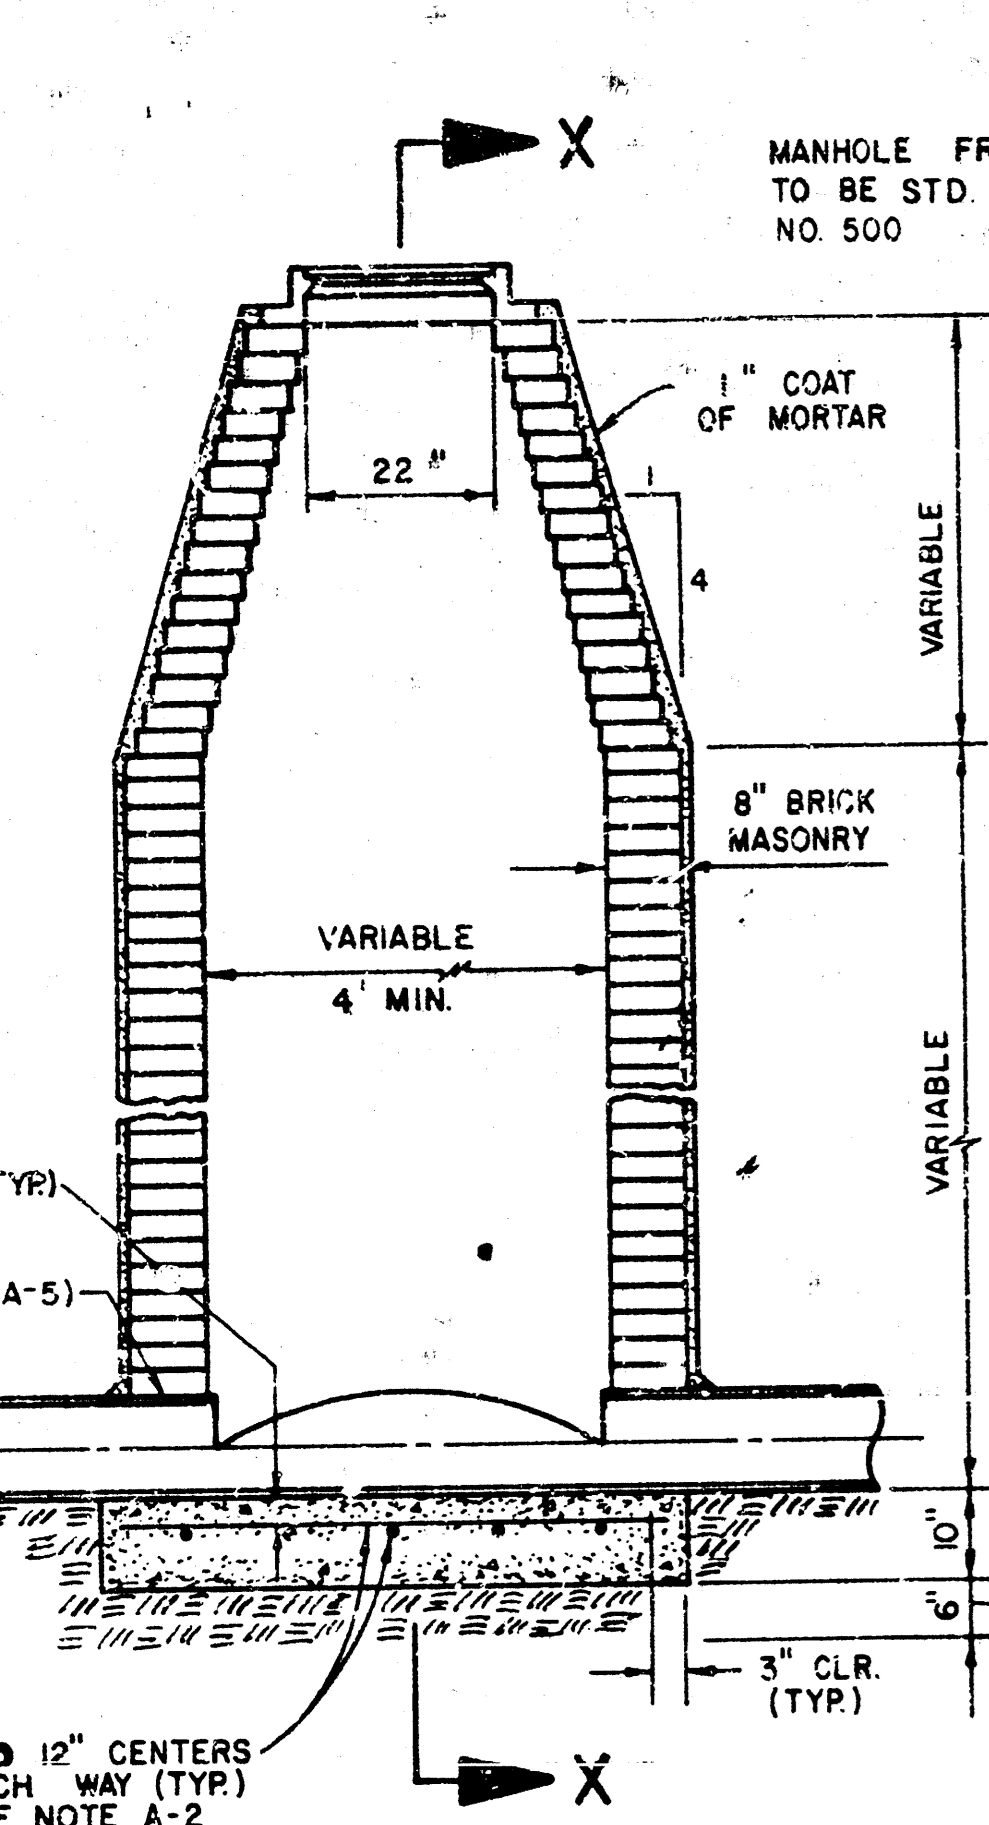 X
MANHOLE FR
TO BE STD.
NO. 500
1" COAT
OF MORTAR
22"
1
4
VARIABLE
8" BRICK
MASONRY
VARIABLE
4' MIN.
VARIABLE
TYP.)
A-5)
10"
6"
3" CLR.
(TYP.)
12" CENTERS
CH WAY (TYP.)
NOTE A-2
X